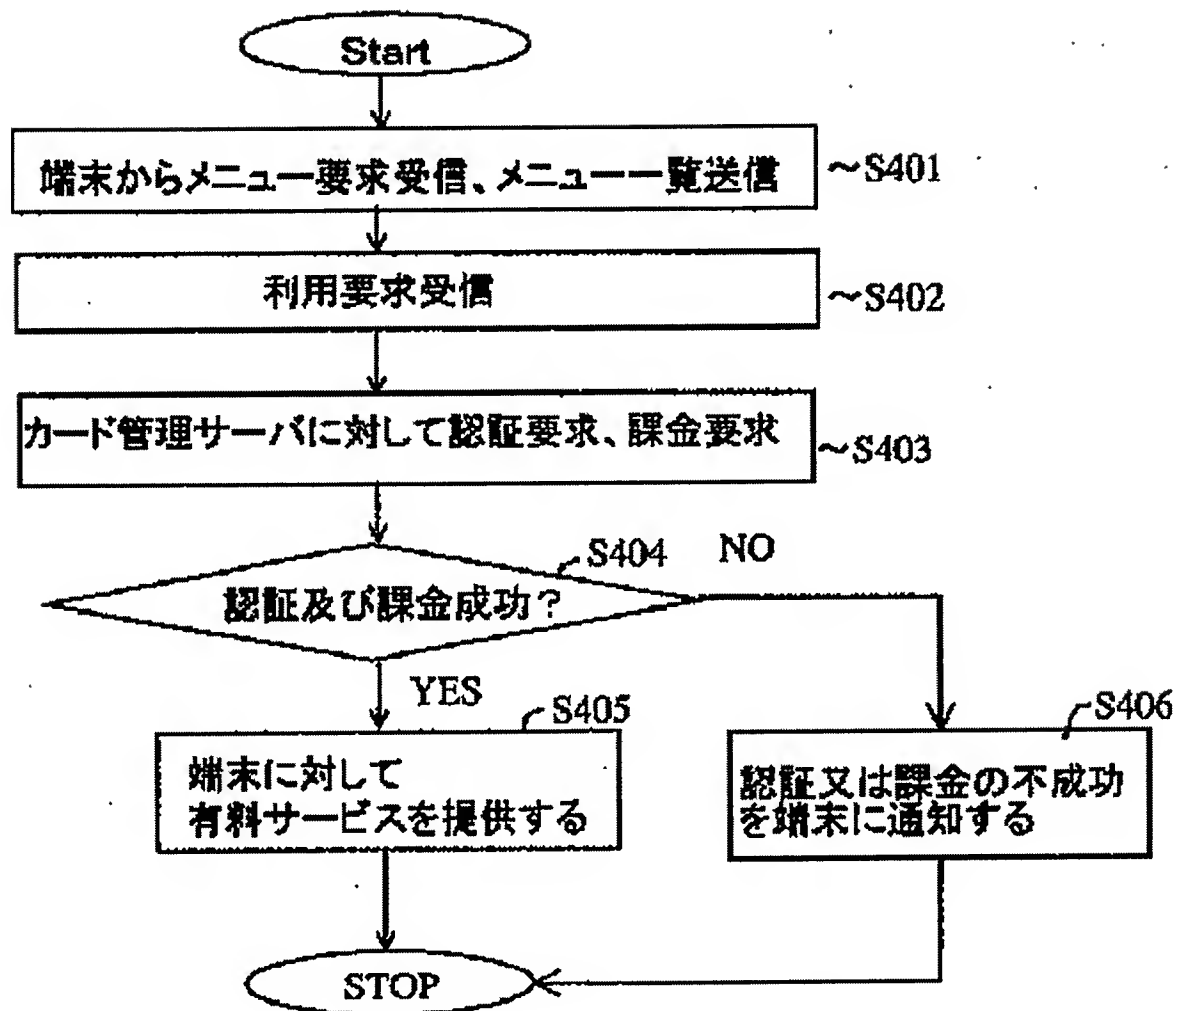 Start
端末からメニュー要求受信、メニュー一覧送信
~S401
利用要求受信
~S402
カード管理サーバに対して認証要求、課金要求
~S403
S404
NO
認証及び課金成功?
YES
S405
S406
端末に対して
有料サービスを提供する
認証又は課金の不成功
を端末に通知する
STOP